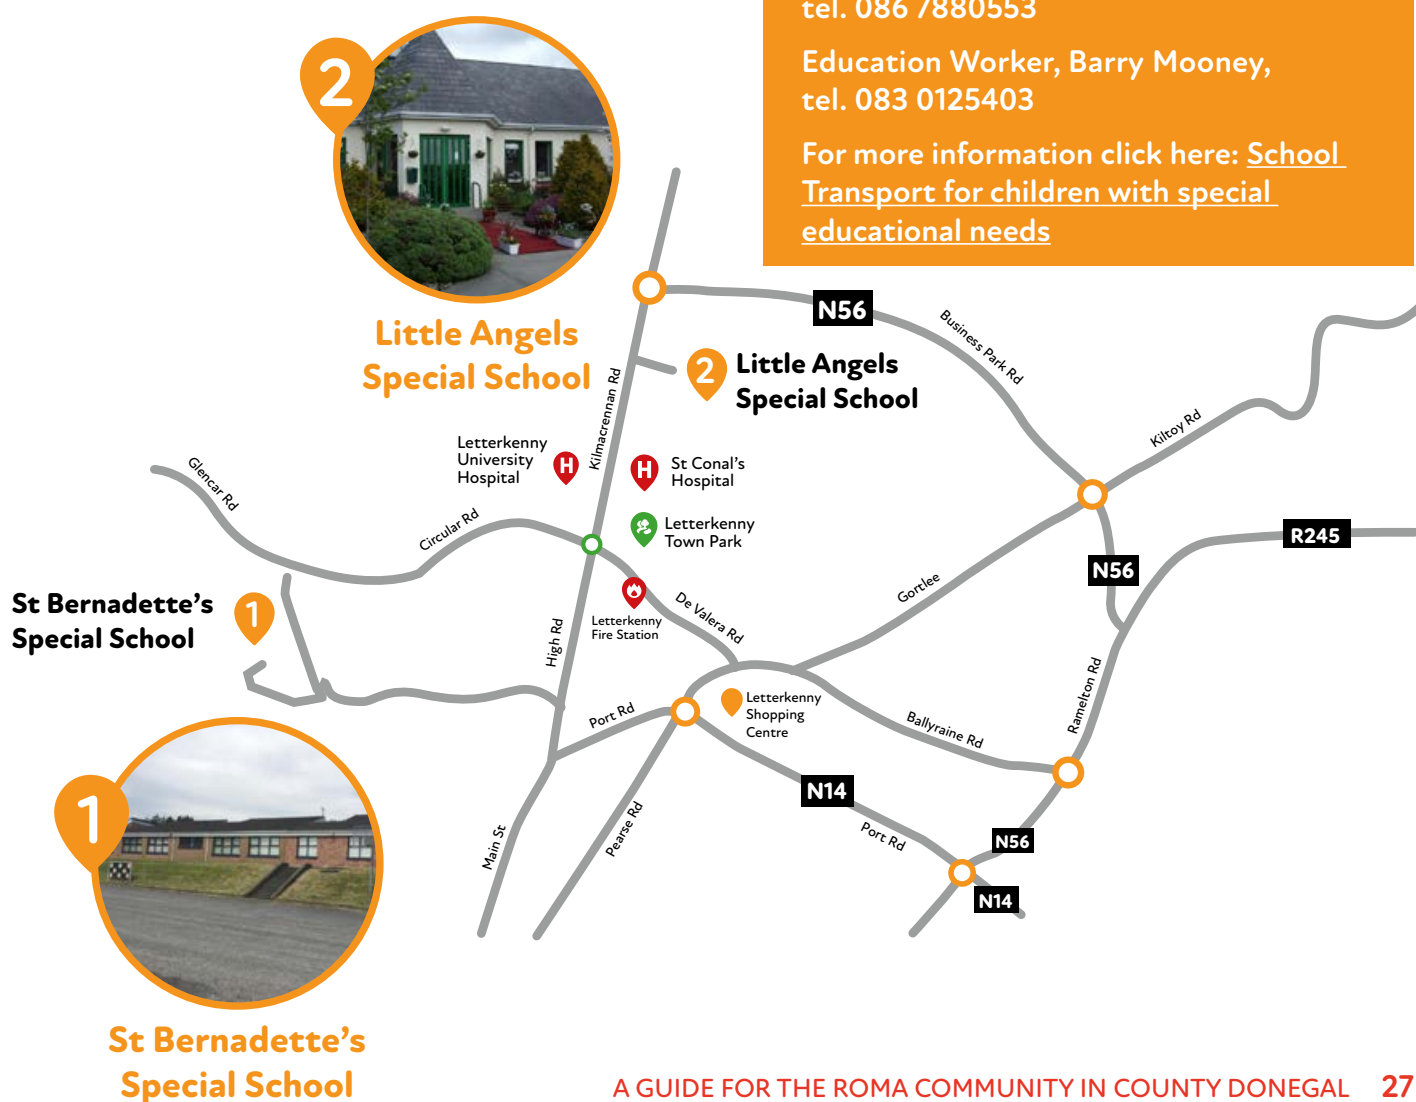 tel. 086 7880553
Education Worker, Barry Mooney,
tel. 083 0125403
For more information click here: School
Transport for children with special
educational needs
2
Little Angels
Special School
N56
Business Park Rd
2
Little Angels
Special School
Kilmacrennan Rd
Kiltoy Rd
Letterkenny
University
Hospital
H
H
St Conal's
Hospital
Glencar Rd
Circular Rd
Letterkenny
Town Park
R245
N56
Gortlee
St Bernadette's
Special School
1
Letterkenny
Fire Station
De Valera Rd
High Rd
Ramelton Rd
Letterkenny
Shopping
Centre
Port Rd
Ballyraine Rd
N14
Pearse Rd
Main St
Port Rd
N56
N14
1
St Bernadette's
Special School
A GUIDE FOR THE ROMA COMMUNITY IN COUNTY DONEGAL 27